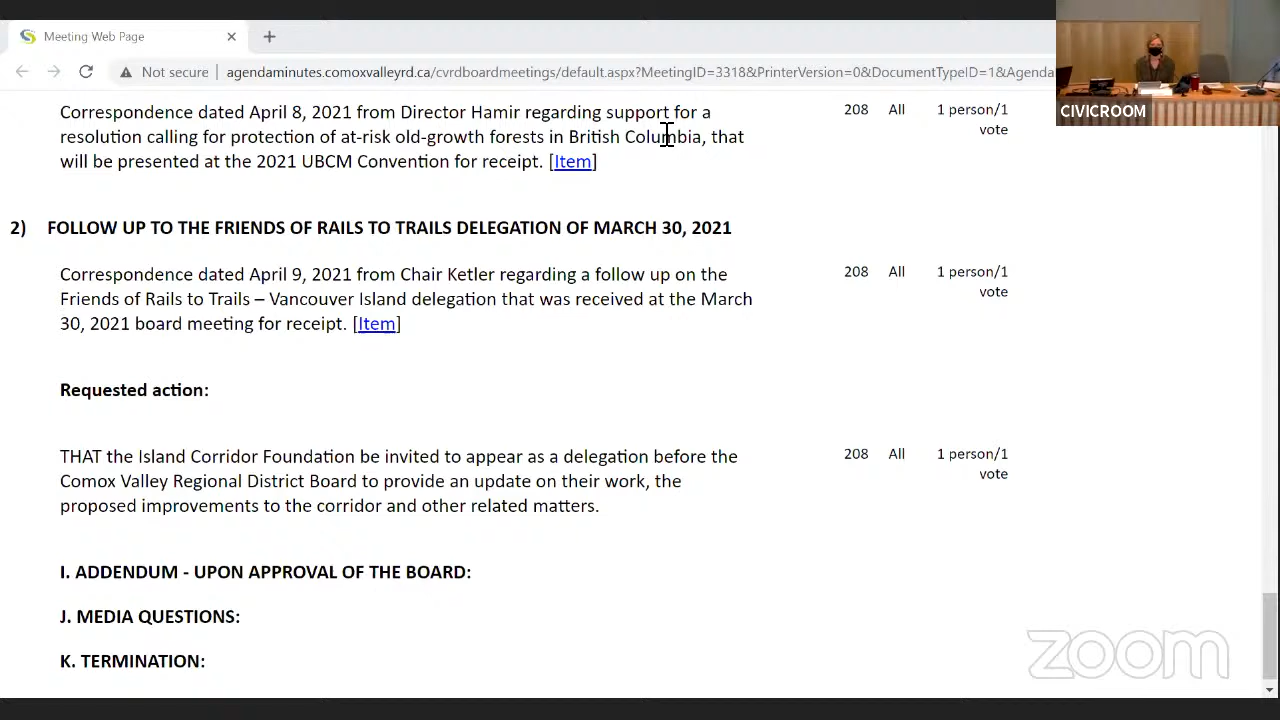 Meeting Web Page
Not secure
agendaminutes.comoxvalleyrd.ca/cvrdboardmeetings/default.aspx?MeetingID=3318&PrinterVersion=0&DocumentTypeID=1&Agenda
CIVICROOM
Correspondence dated April 8, 2021 from Director Hamir regarding support for a
resolution calling for protection of at-risk old-growth forests in British Columbia, that
will be presented at the 2021 UBCM Convention for receipt. [Item]
208 All 1 person/1
vote
2) FOLLOW UP TO THE FRIENDS OF RAILS TO TRAILS DELEGATION OF MARCH 30, 2021
Correspondence dated April 9, 2021 from Chair Ketler regarding a follow up on the
Friends of Rails to Trails – Vancouver Island delegation that was received at the March
30, 2021 board meeting for receipt. [Item]
208 All 1 person/1
vote
Requested action:
THAT the Island Corridor Foundation be invited to appear as a delegation before the
Comox Valley Regional District Board to provide an update on their work, the
proposed improvements to the corridor and other related matters.
208 All 1 person/1
vote
I. ADDENDUM - UPON APPROVAL OF THE BOARD:
J. MEDIA QUESTIONS:
K. TERMINATION:
zoom